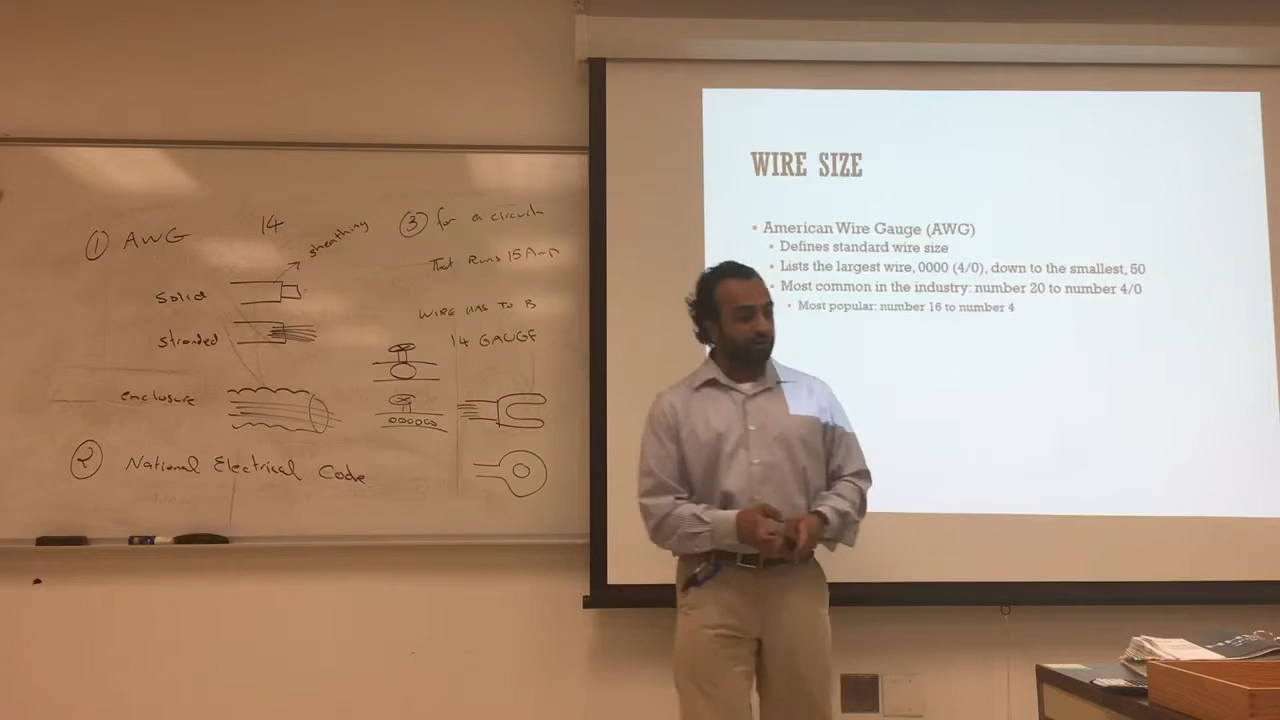 ① AWG 14
sheathing
Solid
stranded
enclosure
② National Electrical Code
③ for a circuit
That Runs 15 Amp
WIRE HAS TO B
14 GAUGE
WIRE SIZE
• American Wire Gauge (AWG)
• Defines standard wire size
• Lists the largest wire, 0000 (4/0), down to the smallest, 50
• Most common in the industry: number 20 to number 4/0
• Most popular: number 16 to number 4